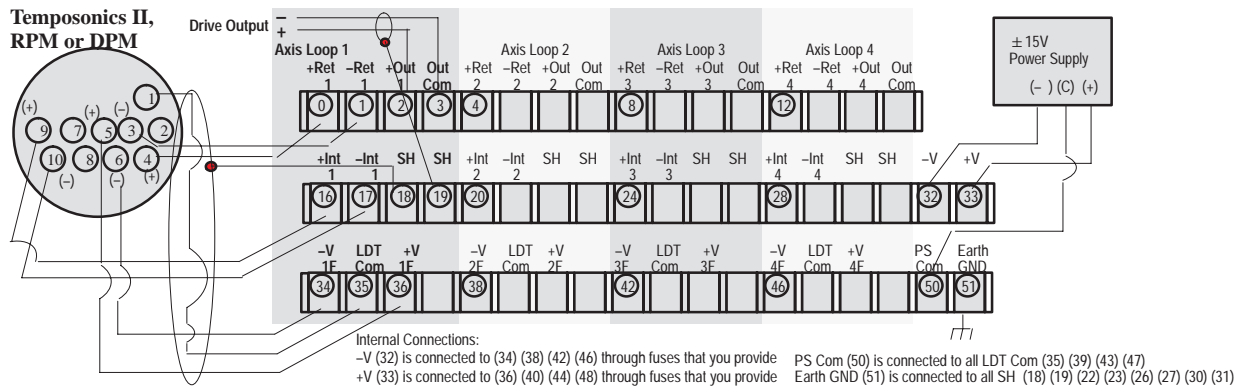 Temposonics II,
RPM or DPM
Drive Output
–
+
± 15V
Power Supply
(– ) (C) (+)
Axis Loop 1 Axis Loop 2 Axis Loop 3 Axis Loop 4
+Ret –Ret +Out Out +Ret –Ret +Out Out +Ret –Ret +Out Out +Ret –Ret +Out Out
1 1 1 Com 2 2 2 Com 3 3 3 Com 4 4 4 Com
0 1 2 3 4 8 12
1
(+) (+) (–)
9 7 5 3 2
10 8 6 4
(–) (–) (+)
+Int –Int SH SH +Int –Int SH SH +Int –Int SH SH +Int –Int SH SH –V +V
1 1 2 2 3 3 4 4
16 17 18 19 20 24 28 32 33
–V LDT +V –V LDT +V –V LDT +V –V LDT +V PS Earth
1F Com 1F 2F Com 2F 3F Com 3F 4F Com 4F Com GND
34 35 36 38 42 46 50 51
Internal Connections:
–V (32) is connected to (34) (38) (42) (46) through fuses that you provide
+V (33) is connected to (36) (40) (44) (48) through fuses that you provide
PS Com (50) is connected to all LDT Com (35) (39) (43) (47)
Earth GND (51) is connected to all SH (18) (19) (22) (23) (26) (27) (30) (31)